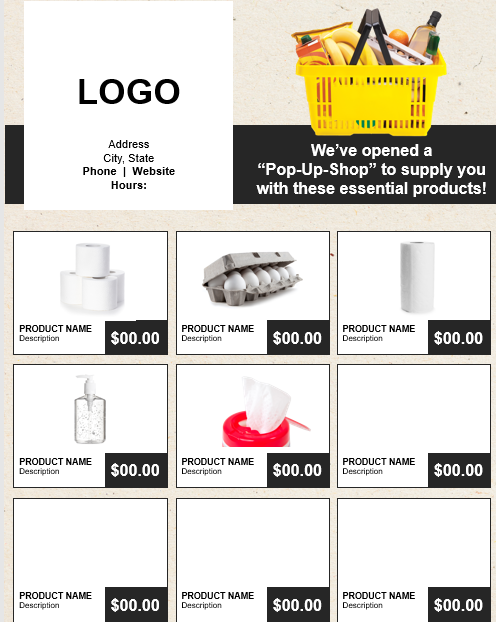 LOGO
Address
City, State
Phone | Website
Hours:
We’ve opened a
“Pop-Up-Shop” to supply you
with these essential products!
PRODUCT NAME
Description
$00.00
PRODUCT NAME
Description
$00.00
PRODUCT NAME
Description
$00.00
PRODUCT NAME
Description
$00.00
PRODUCT NAME
Description
$00.00
PRODUCT NAME
Description
$00.00
PRODUCT NAME
Description
$00.00
PRODUCT NAME
Description
$00.00
PRODUCT NAME
Description
$00.00